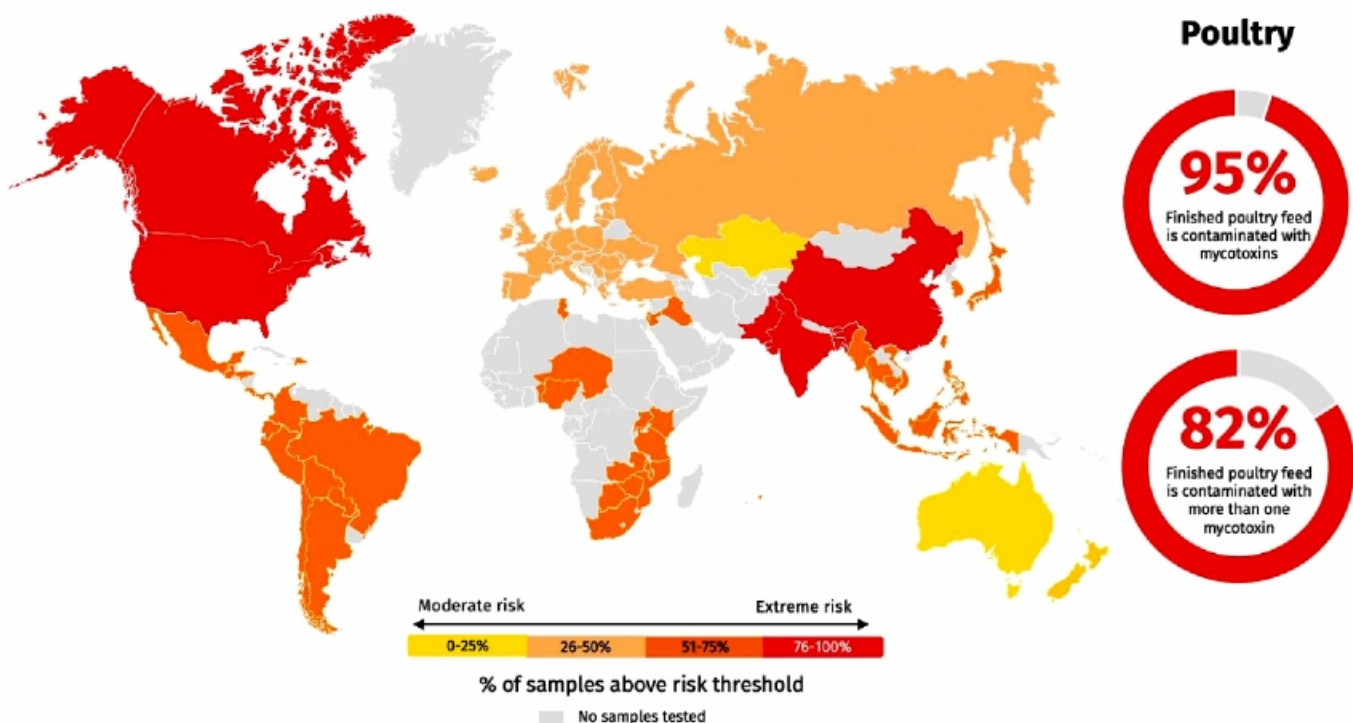 Poultry
95%
Finished poultry feed
is contaminated with
mycotoxins
82%
Finished poultry feed
is contaminated with
more than one
mycotoxin
Moderate risk
Extreme risk
0-25%
26-50%
51-75%
76-100%
% of samples above risk threshold
No samples tested